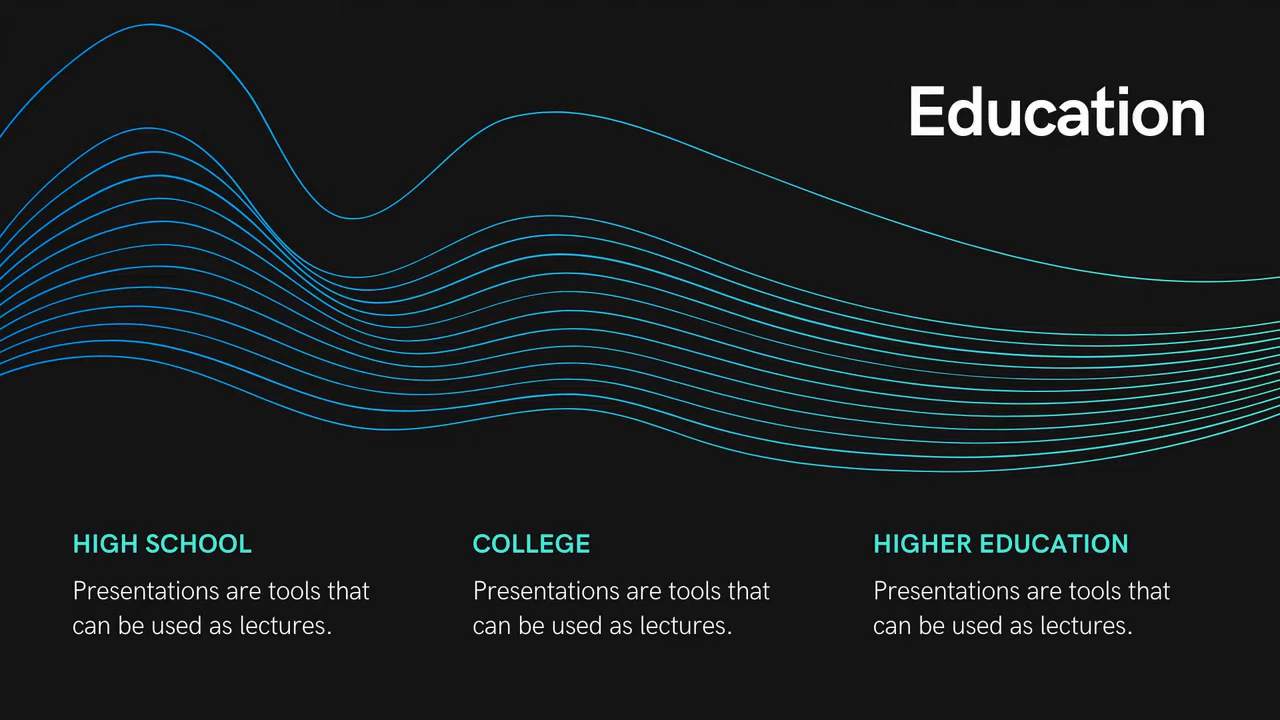 Education
HIGH SCHOOL
Presentations are tools that
can be used as lectures.
COLLEGE
Presentations are tools that
can be used as lectures.
HIGHER EDUCATION
Presentations are tools that
can be used as lectures.